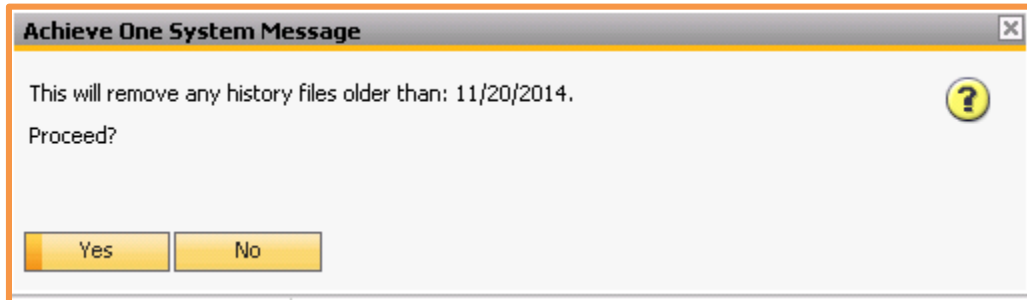 Achieve One System Message
This will remove any history files older than: 11/20/2014.
Proceed?
Yes No